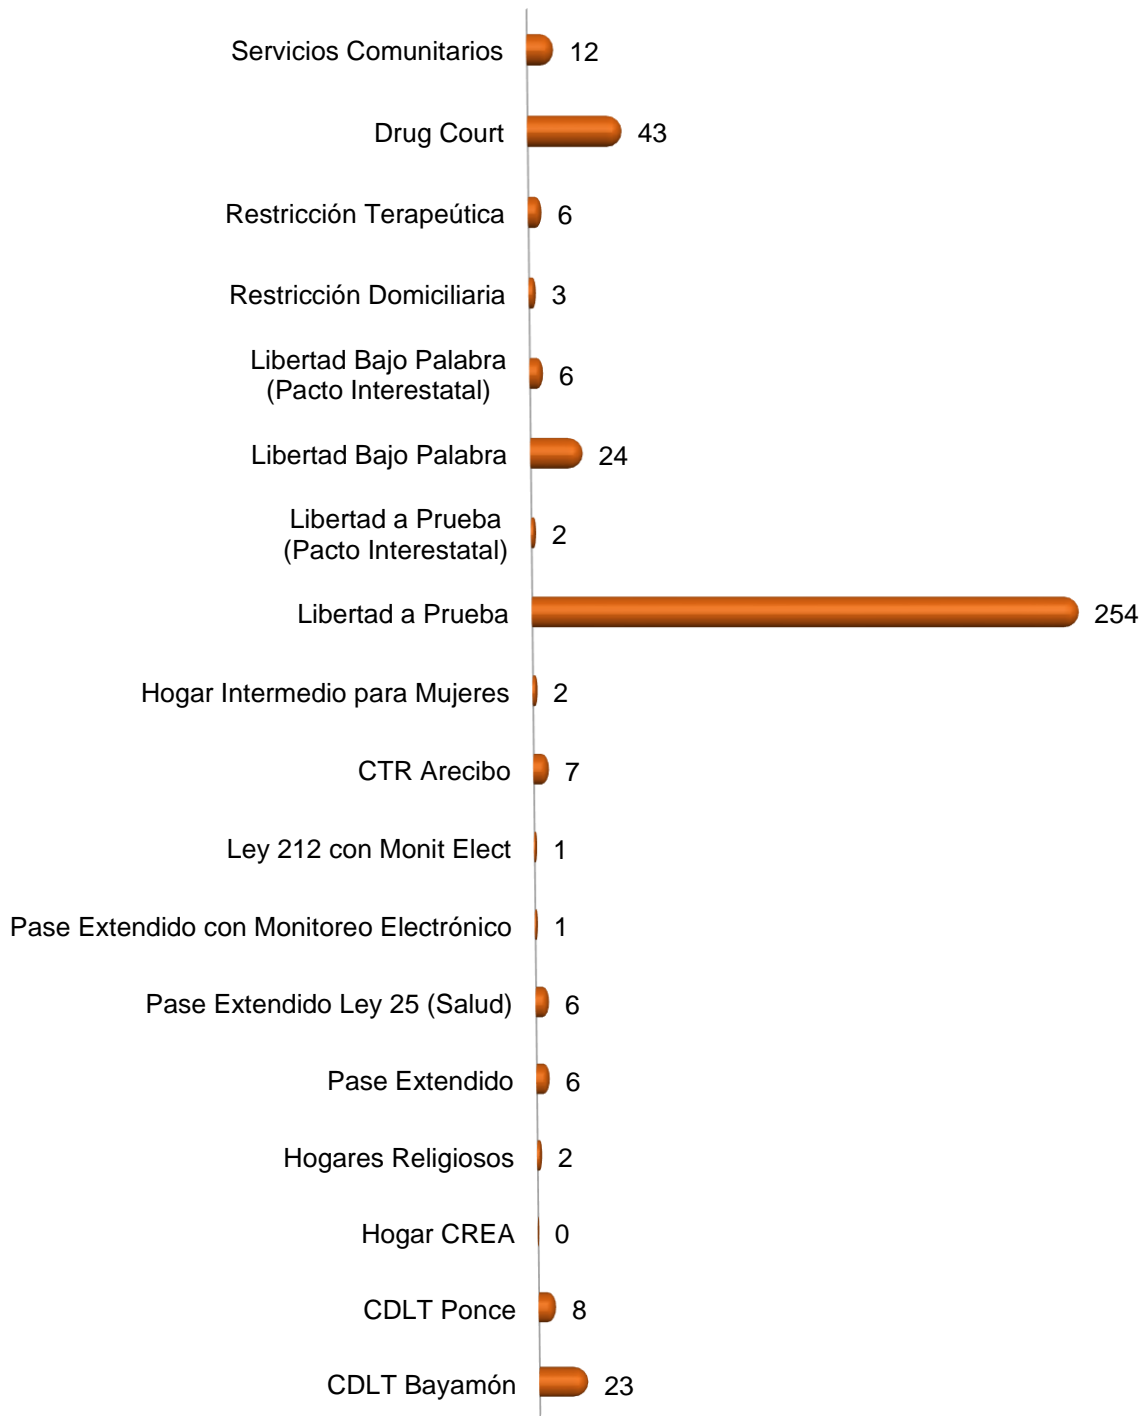 Servicios Comunitarios 12
Drug Court 43
Restricción Terapeútica 6
Restricción Domiciliaria 3
Libertad Bajo Palabra
(Pacto Interestatal) 6
Libertad Bajo Palabra 24
Libertad a Prueba
(Pacto Interestatal) 2
Libertad a Prueba 254
Hogar Intermedio para Mujeres 2
CTR Arecibo 7
Ley 212 con Monit Elect 1
Pase Extendido con Monitoreo Electrónico 1
Pase Extendido Ley 25 (Salud) 6
Pase Extendido 6
Hogares Religiosos 2
Hogar CREA 0
CDLT Ponce 8
CDLT Bayamón 23